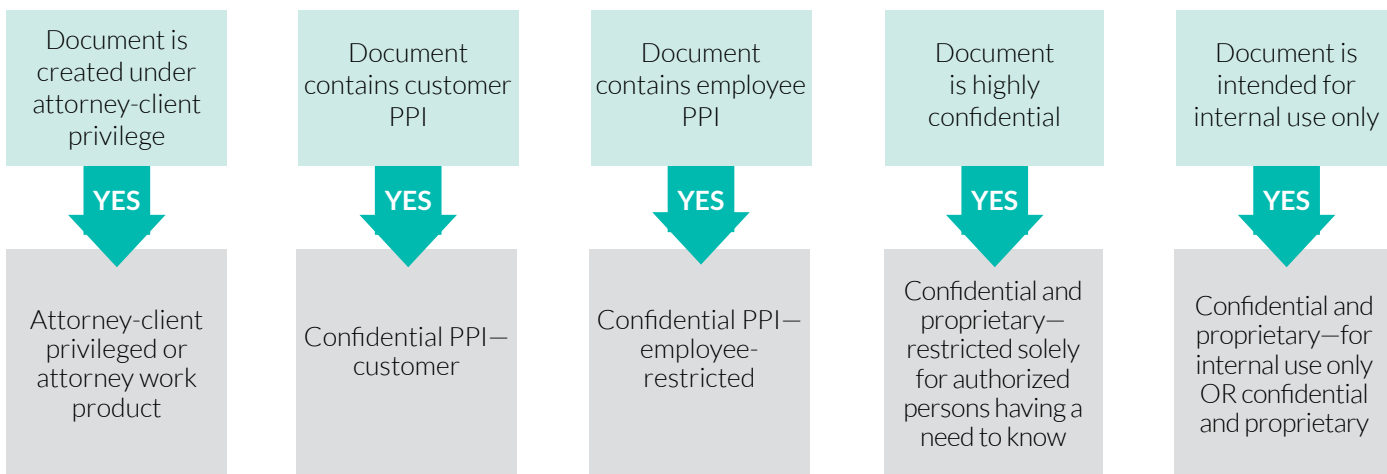 Document is
created under
attorney-client
privilege
Document
contains customer
PPI
Document
contains employee
PPI
Document
is highly
confidential
Document is
intended for
internal use only
YES
YES
YES
YES
YES
Attorney-client
privileged or
attorney work
product
Confidential PPI—
customer
Confidential PPI—
employee-
restricted
Confidential and
proprietary—
restricted solely
for authorized
persons having a
need to know
Confidential and
proprietary—for
internal use only
OR confidential
and proprietary